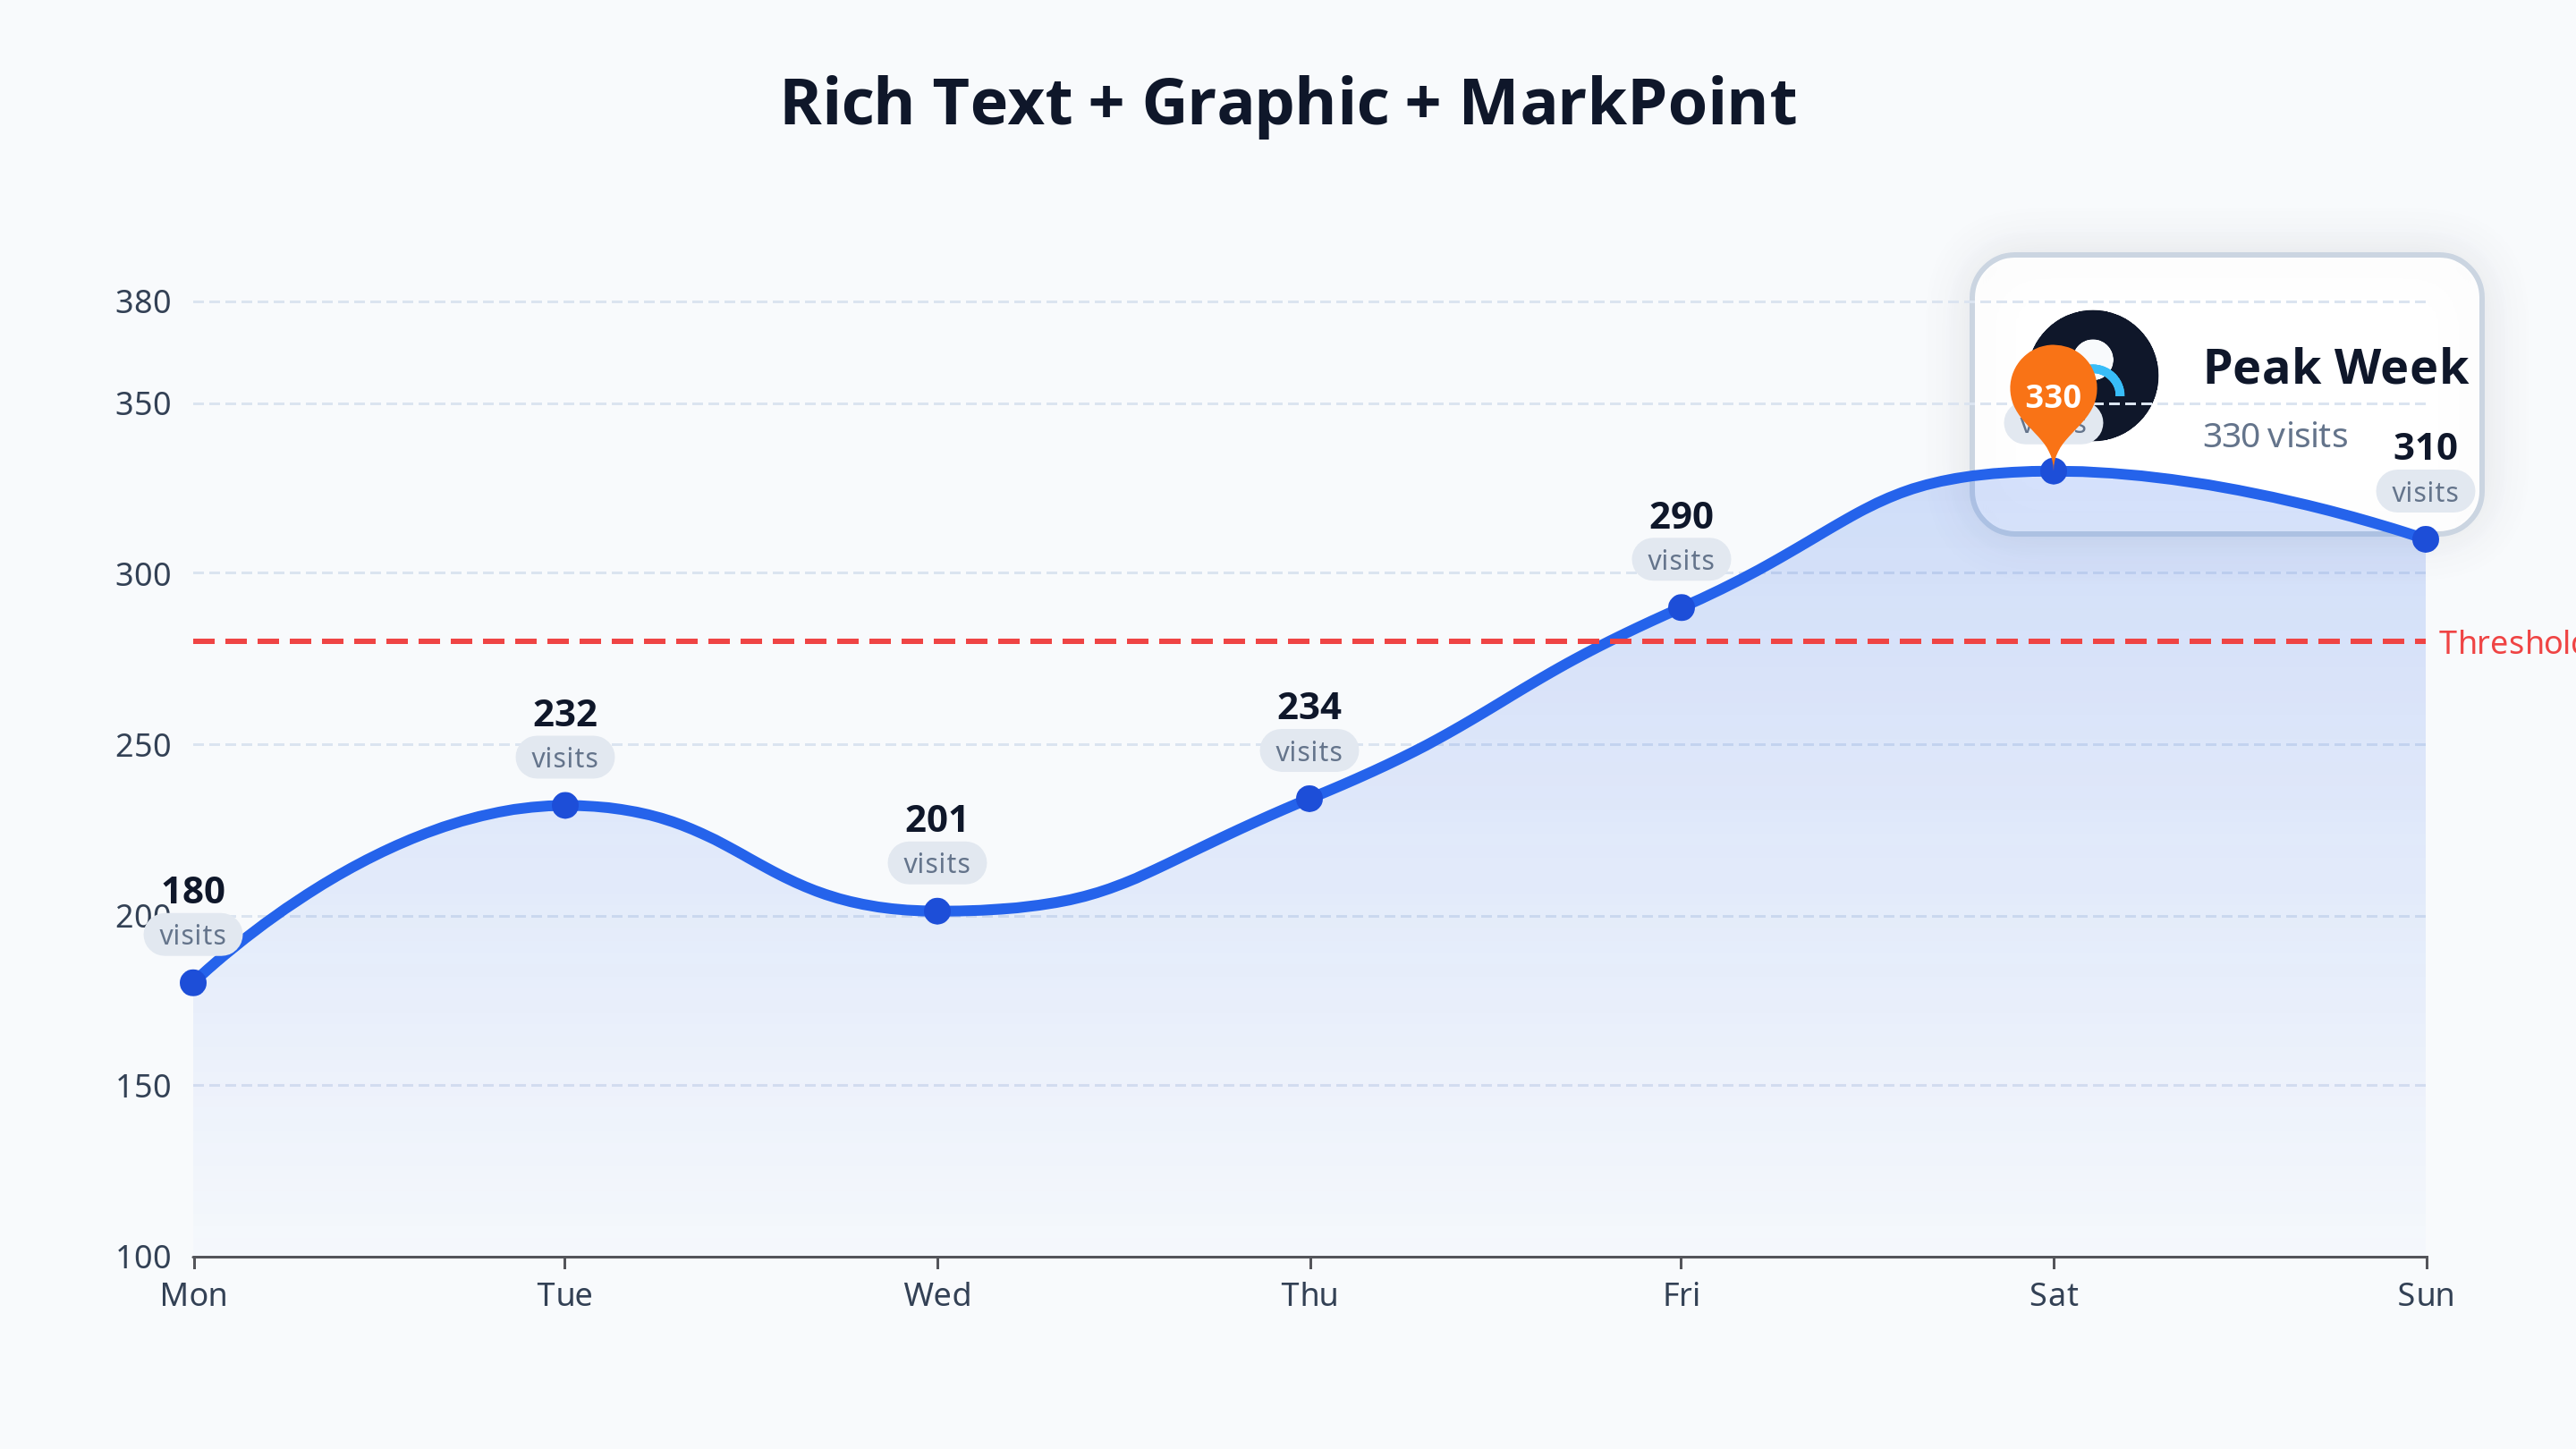 Rich Text + Graphic + MarkPoint
380
350
300
250
200
150
100
180
visits
232
visits
201
visits
234
visits
290
visits
330
Peak Week
330 visits
310
visits
Mon
Tue
Wed
Thu
Fri
Sat
Sun